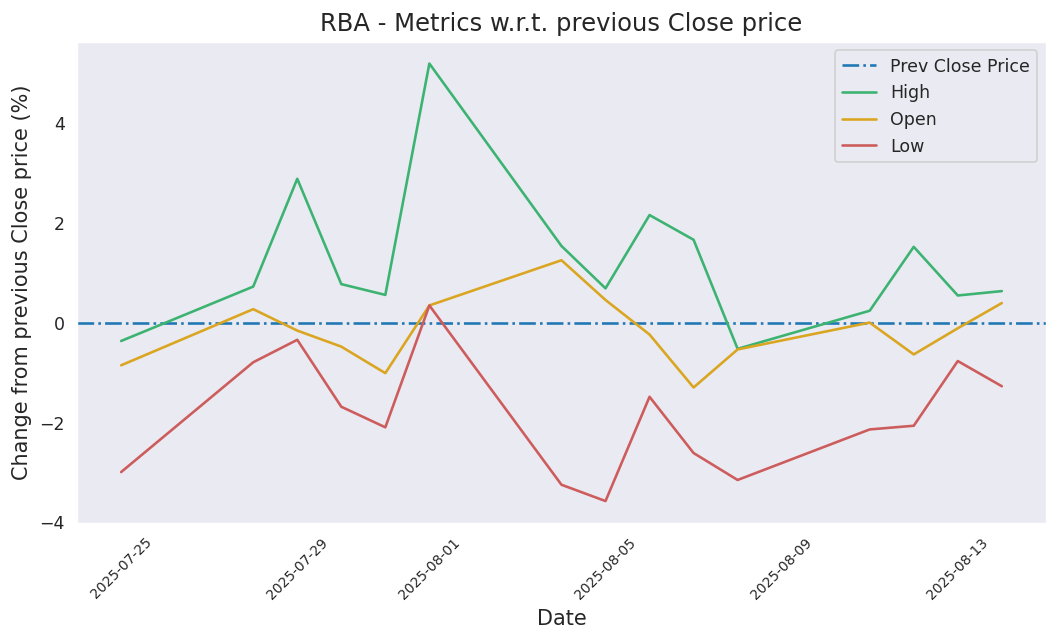 RBA - Metrics w.r.t. previous Close price
Change from previous Close price (%)
4
2
0
−2
−4
Prev Close Price
High
Open
Low
2025-07-25
2025-07-29
2025-08-01
2025-08-05
2025-08-09
2025-08-13
Date